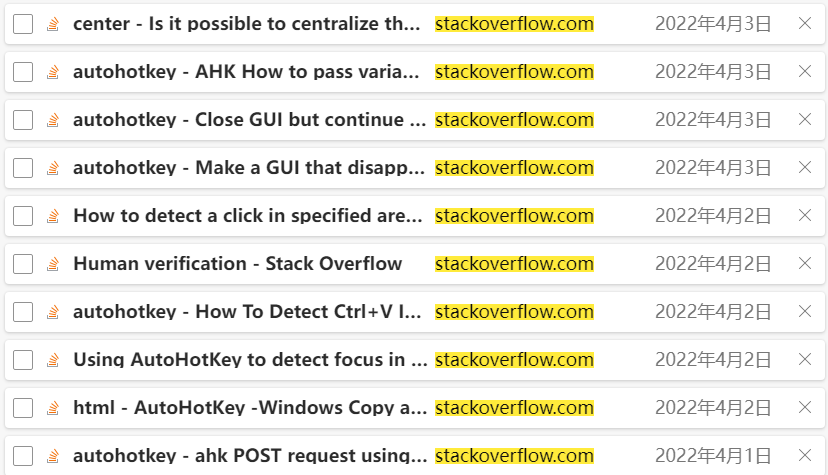 center - Is it possible to centralize th... stackoverflow.com 2022年4月3日
autohotkey - AHK How to pass varia... stackoverflow.com 2022年4月3日
autohotkey - Close GUI but continue ... stackoverflow.com 2022年4月3日
autohotkey - Make a GUI that disapp... stackoverflow.com 2022年4月3日
How to detect a click in specified are... stackoverflow.com 2022年4月2日
Human verification - Stack Overflow stackoverflow.com 2022年4月2日
autohotkey - How To Detect Ctrl+V I... stackoverflow.com 2022年4月2日
Using AutoHotKey to detect focus in ... stackoverflow.com 2022年4月2日
html - AutoHotKey -Windows Copy a... stackoverflow.com 2022年4月2日
autohotkey - ahk POST request using... stackoverflow.com 2022年4月1日